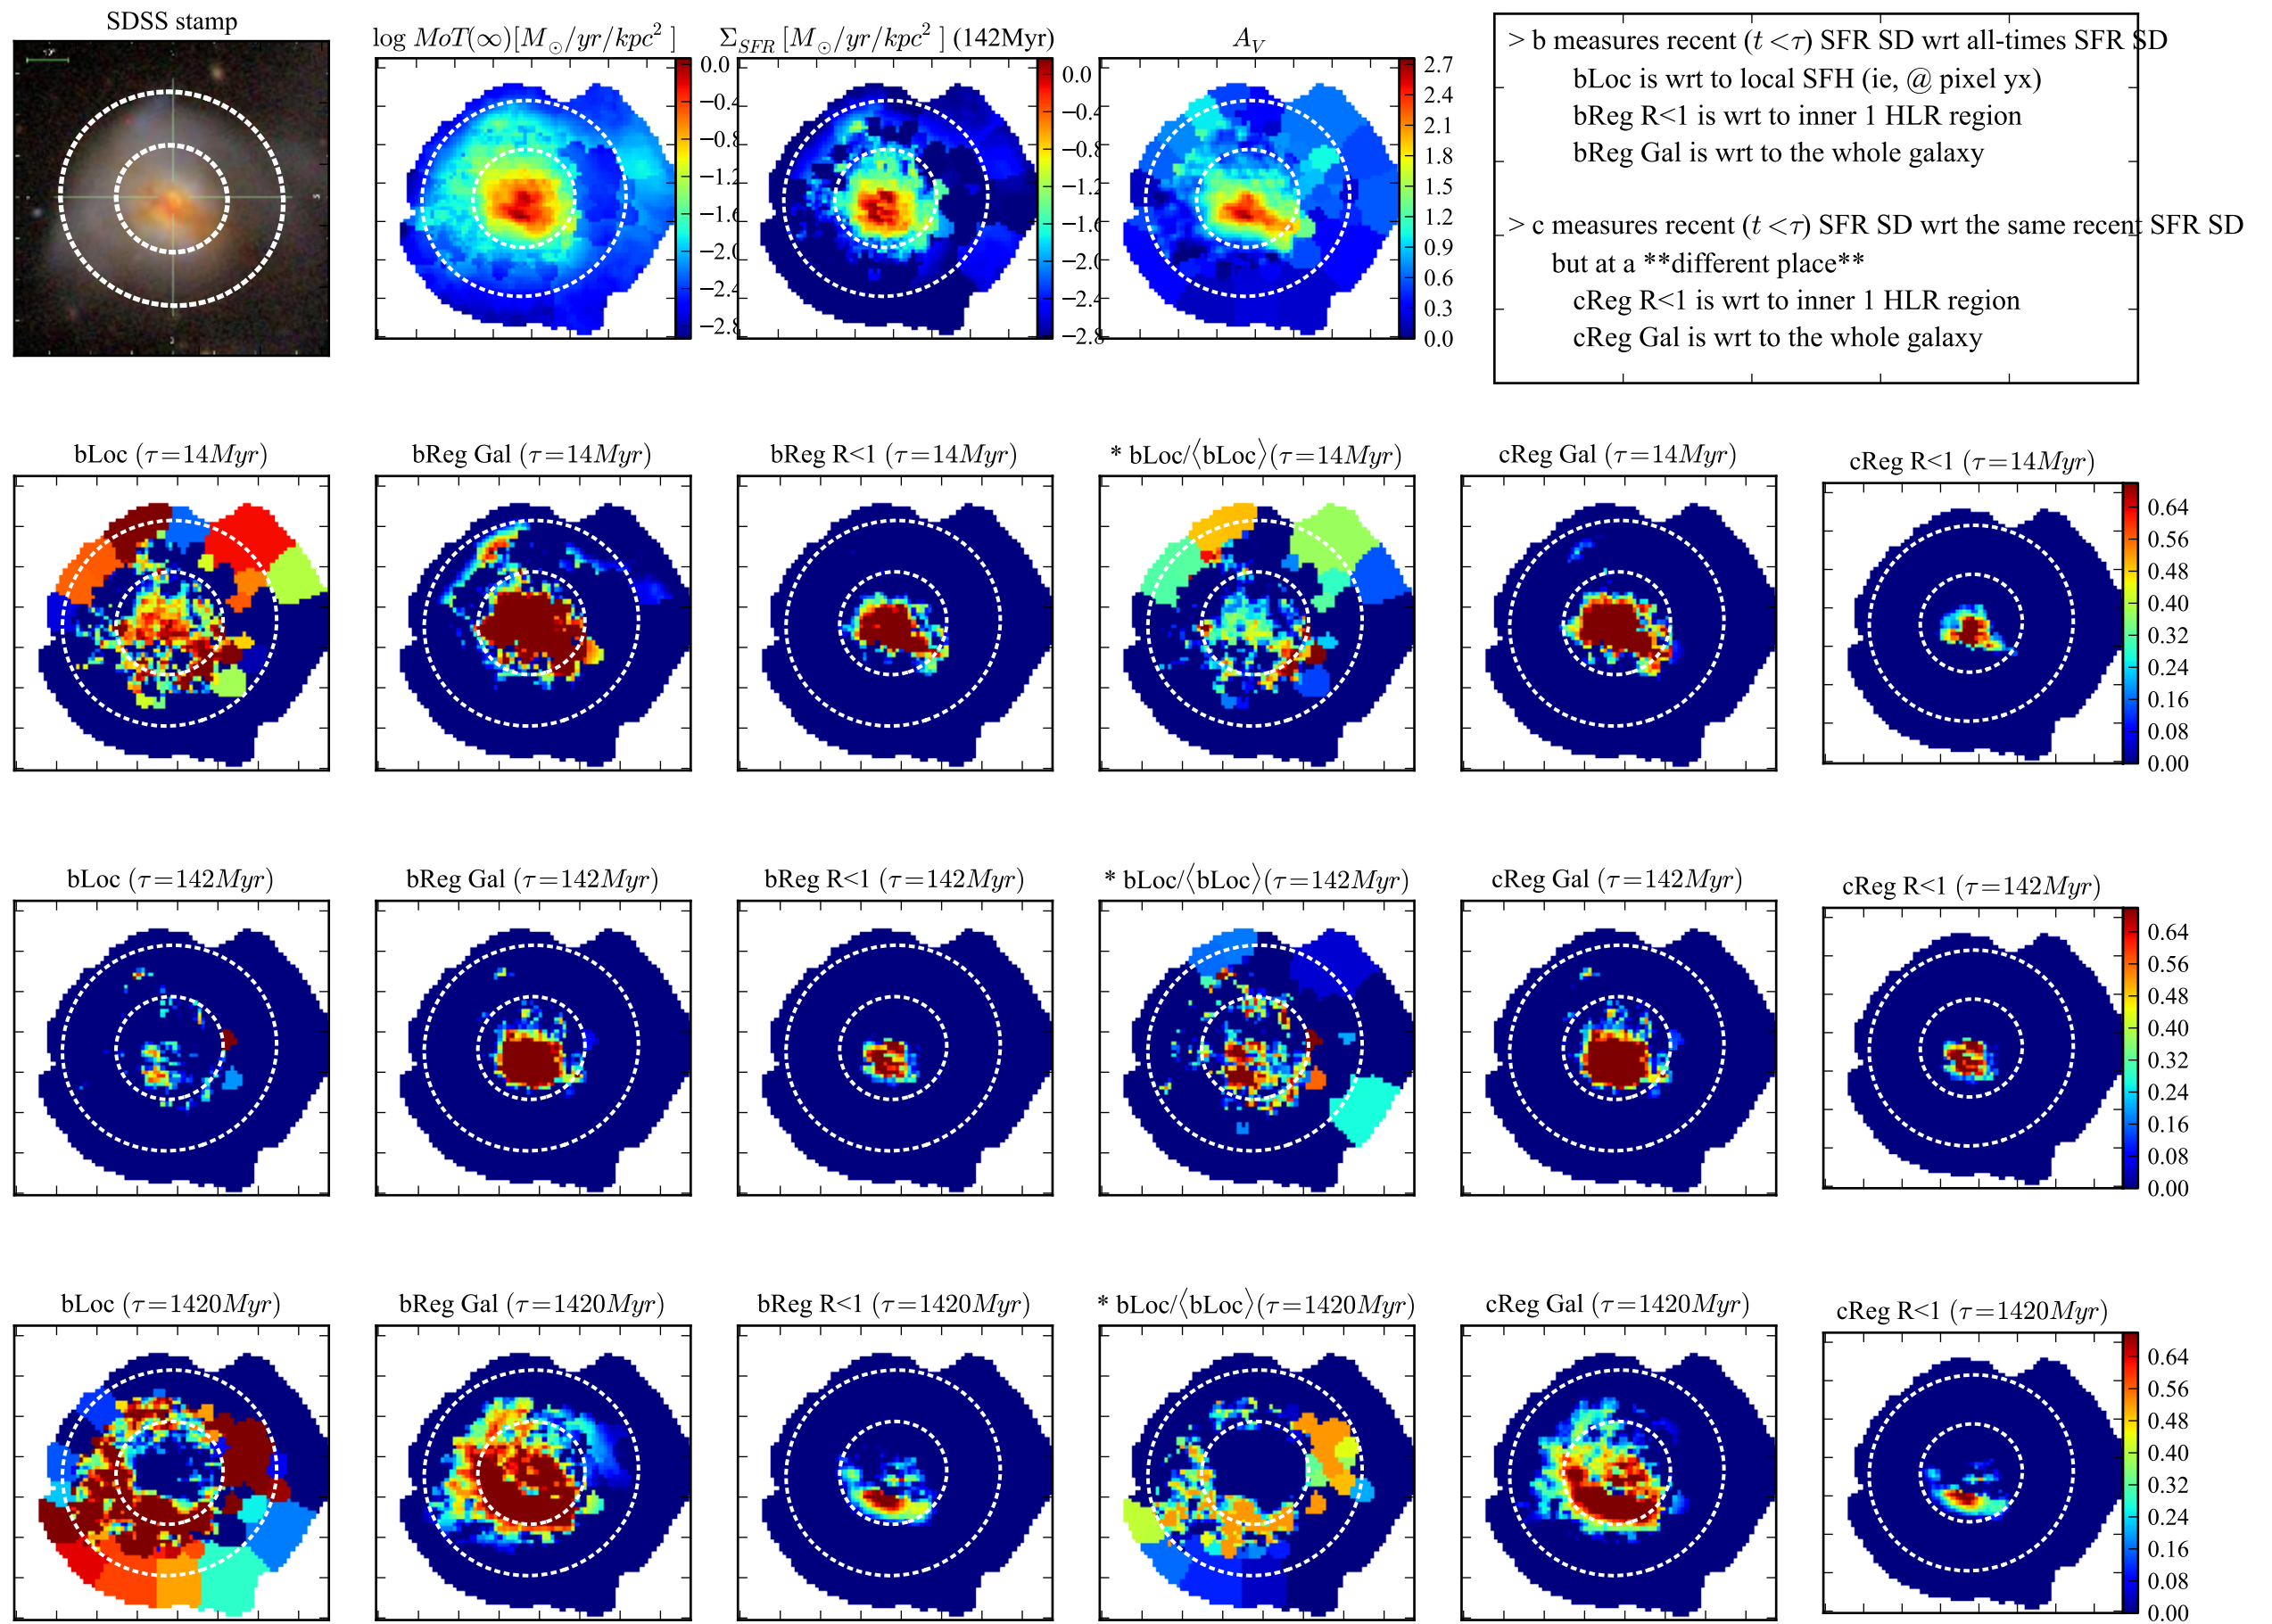 SDSS stamp
log MoT(∞)[M⊙/yr/kpc² ]
Σ_SFR [M⊙/yr/kpc² ] (142Myr)
A_V
0.0
−0.4
−0.8
−1.2
−1.6
−2.0
−2.4
−2.8
0.0
−0.4
−0.8
−1.2
−1.6
−2.0
−2.4
−2.8
2.7
2.4
2.1
1.8
1.5
1.2
0.9
0.6
0.3
0.0
> b measures recent (t <τ) SFR SD wrt all-times SFR SD
bLoc is wrt to local SFH (ie, @ pixel yx)
bReg R<1 is wrt to inner 1 HLR region
bReg Gal is wrt to the whole galaxy
> c measures recent (t <τ) SFR SD wrt the same recent SFR SD
but at a **different place**
cReg R<1 is wrt to inner 1 HLR region
cReg Gal is wrt to the whole galaxy
bLoc (τ=14Myr)
bReg Gal (τ=14Myr)
bReg R<1 (τ=14Myr)
* bLoc/⟨bLoc⟩(τ=14Myr)
cReg Gal (τ=14Myr)
cReg R<1 (τ=14Myr)
0.64
0.56
0.48
0.40
0.32
0.24
0.16
0.08
0.00
bLoc (τ=142Myr)
bReg Gal (τ=142Myr)
bReg R<1 (τ=142Myr)
* bLoc/⟨bLoc⟩(τ=142Myr)
cReg Gal (τ=142Myr)
cReg R<1 (τ=142Myr)
0.64
0.56
0.48
0.40
0.32
0.24
0.16
0.08
0.00
bLoc (τ=1420Myr)
bReg Gal (τ=1420Myr)
bReg R<1 (τ=1420Myr)
* bLoc/⟨bLoc⟩(τ=1420Myr)
cReg Gal (τ=1420Myr)
cReg R<1 (τ=1420Myr)
0.64
0.56
0.48
0.40
0.32
0.24
0.16
0.08
0.00